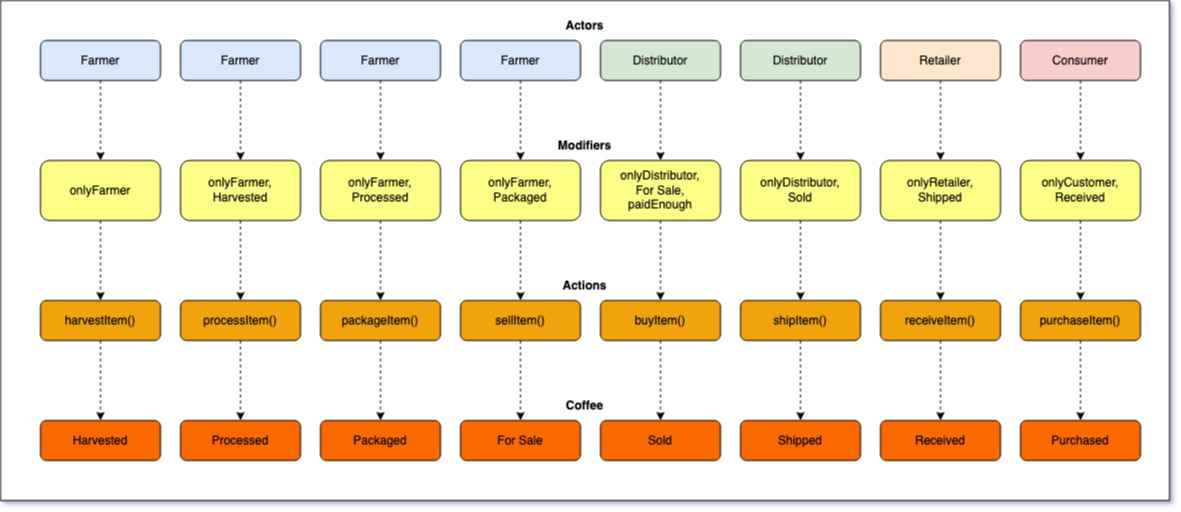 Actors
Farmer
Farmer
Farmer
Farmer
Distributor
Distributor
Retailer
Consumer
Modifiers
onlyFarmer
onlyFarmer,
Harvested
onlyFarmer,
Processed
onlyFarmer,
Packaged
onlyDistributor,
For Sale,
paidEnough
onlyDistributor,
Sold
onlyRetailer,
Shipped
onlyCustomer,
Received
Actions
harvestItem()
processItem()
packageItem()
sellItem()
buyItem()
shipItem()
receiveItem()
purchaseItem()
Coffee
Harvested
Processed
Packaged
For Sale
Sold
Shipped
Received
Purchased